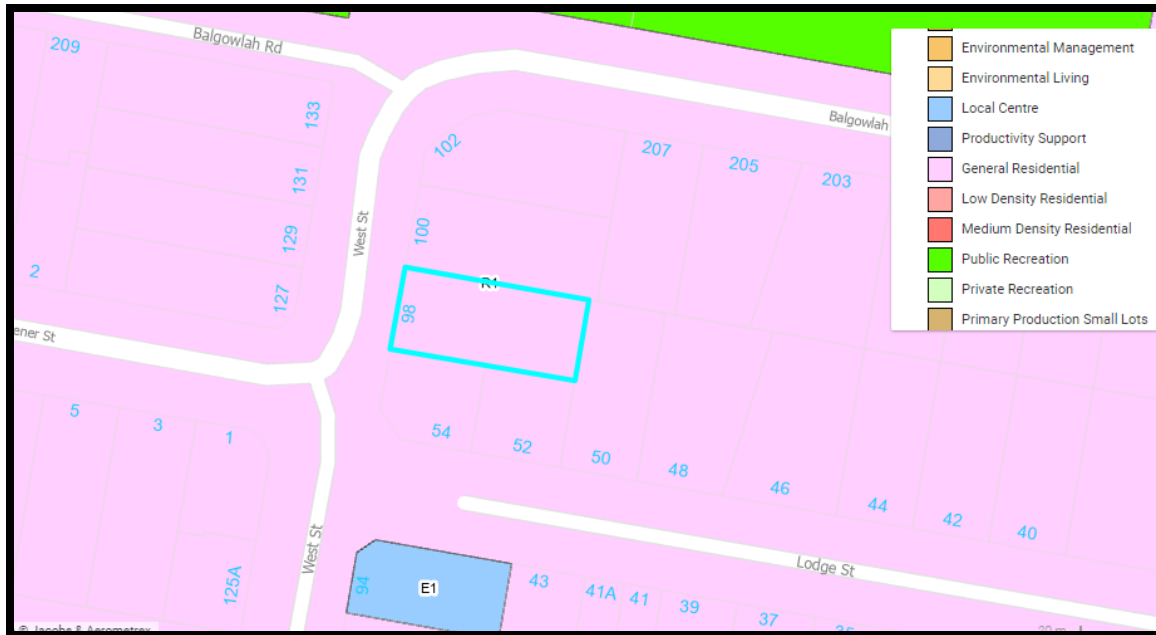 209
Balgowlah Rd
133
102
131
207
205
203
Balgowlah
129
West St
100
2
127
R1
98
ener St
5
3
1
54
52
50
48
46
44
42
40
West St
125A
94
E1
43
41A
41
39
37
Lodge St
© Jacobs & Aerometrex
Environmental Management
Environmental Living
Local Centre
Productivity Support
General Residential
Low Density Residential
Medium Density Residential
Public Recreation
Private Recreation
Primary Production Small Lots